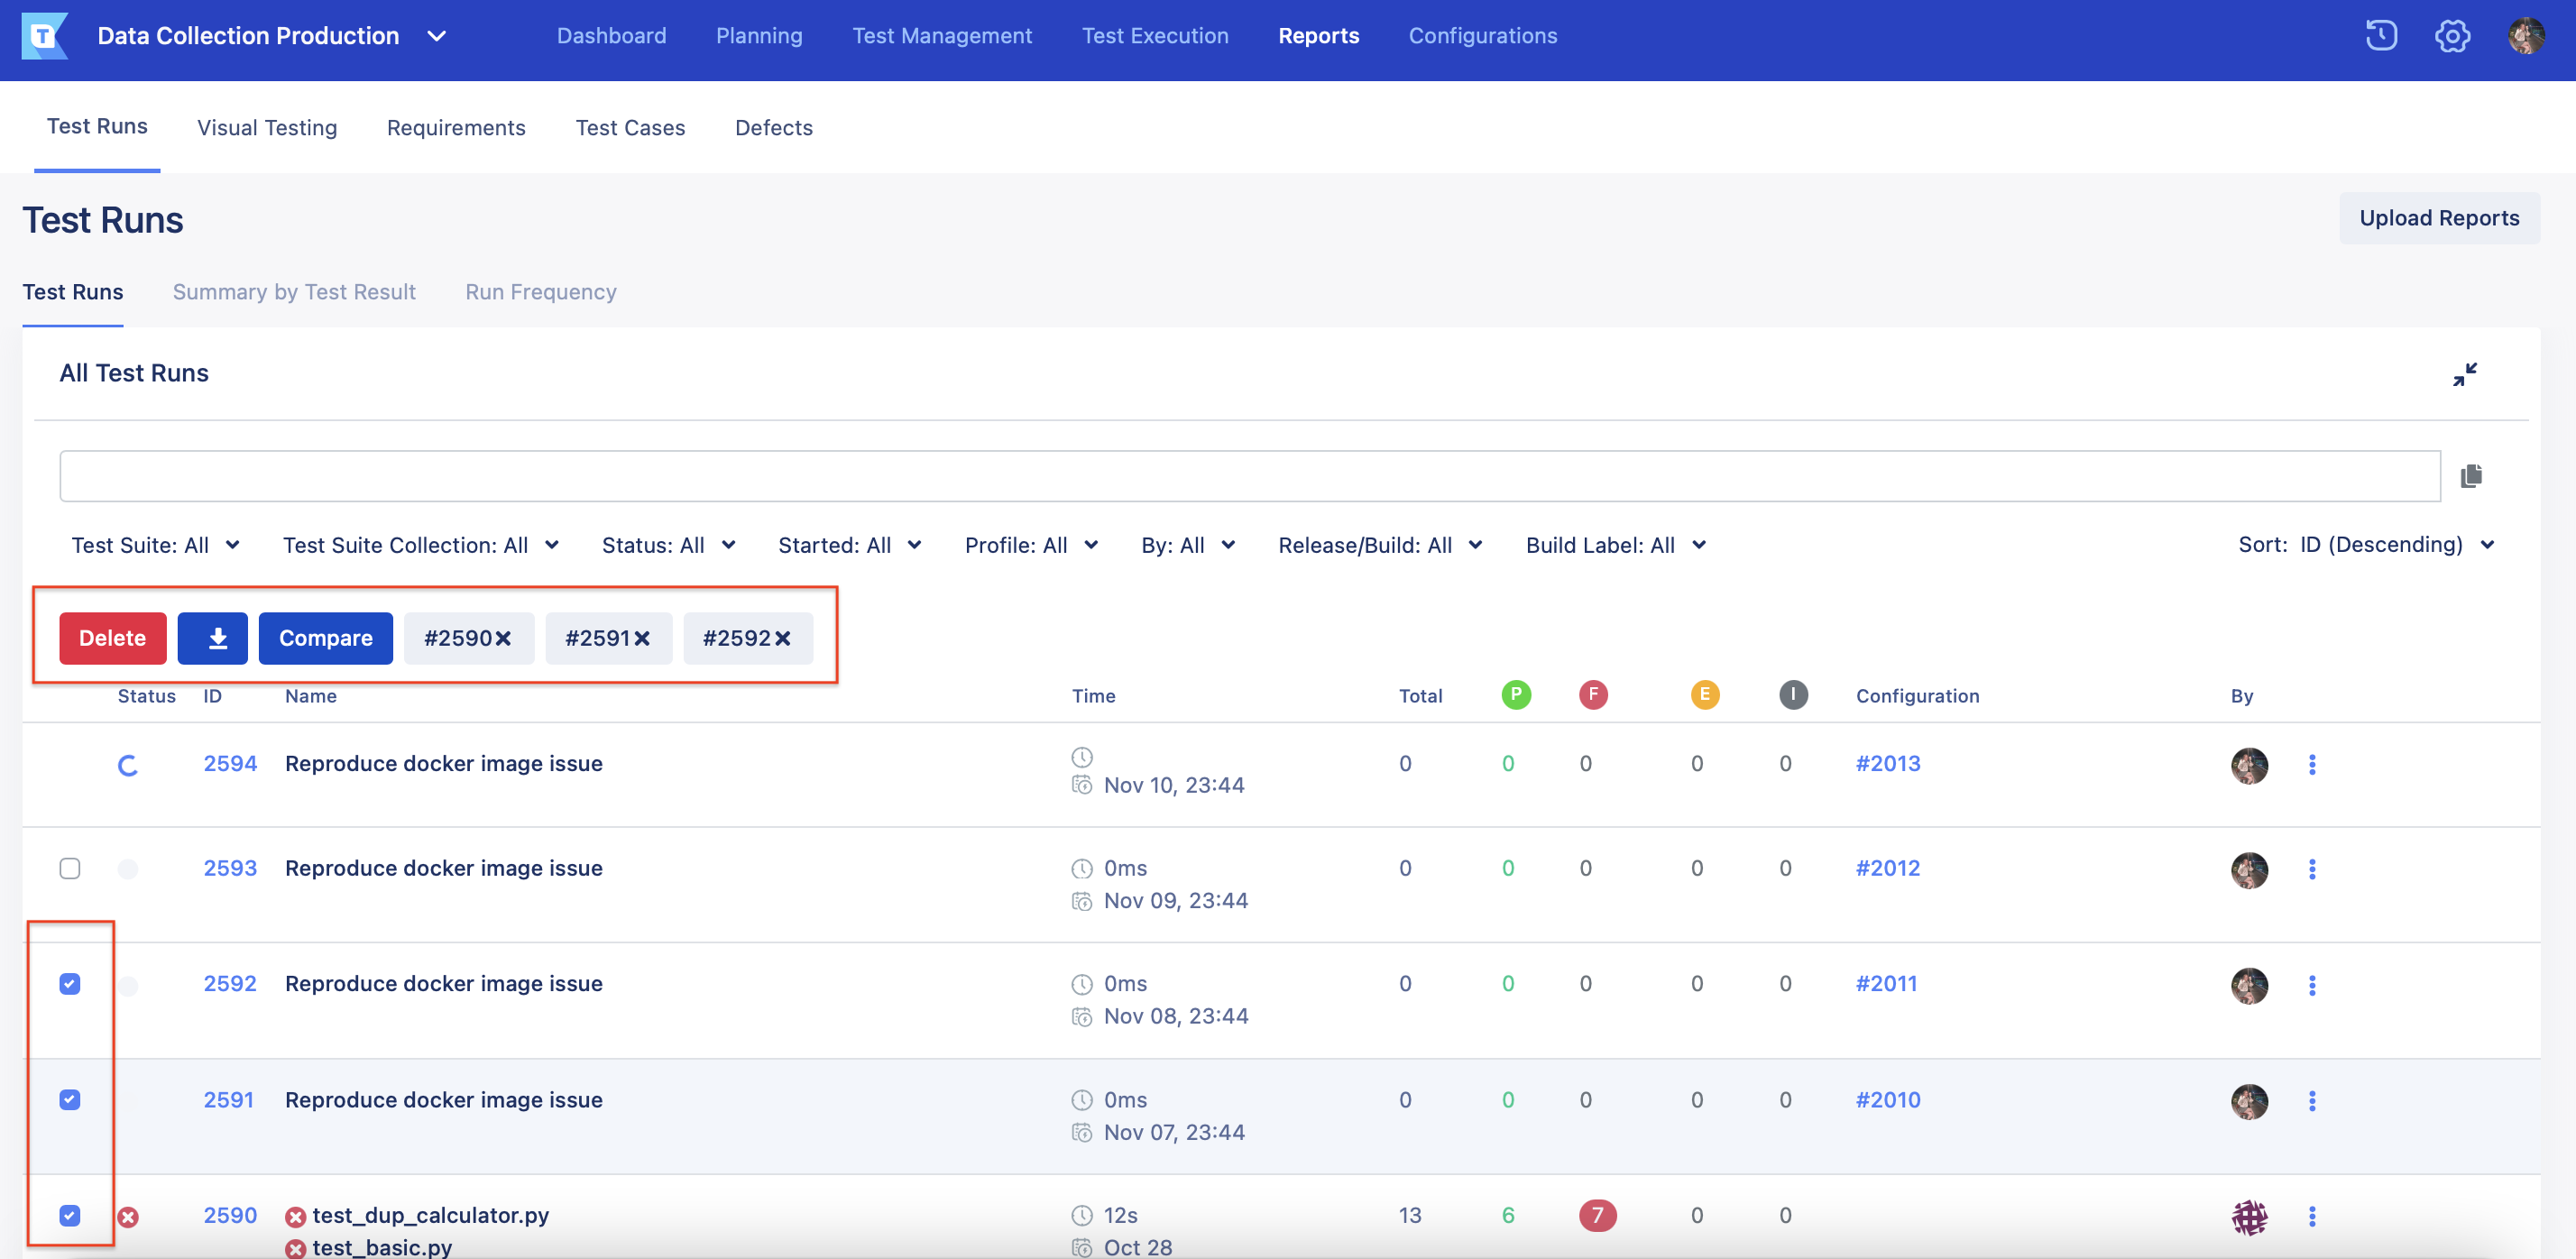 T Data Collection Production Dashboard Planning Test Management Test Execution Reports Configurations
Test Runs Visual Testing Requirements Test Cases Defects
Test Runs Upload Reports
Test Runs Summary by Test Result Run Frequency
All Test Runs
Test Suite: All Test Suite Collection: All Status: All Started: All Profile: All By: All Release/Build: All Build Label: All Sort: ID (Descending)
Delete Compare #2590 #2591 #2592
Status ID Name Time Total P F E I Configuration By
2594 Reproduce docker image issue 0 0 0 0 0 #2013
Nov 10, 23:44
2593 Reproduce docker image issue 0ms 0 0 0 0 0 #2012
Nov 09, 23:44
2592 Reproduce docker image issue 0ms 0 0 0 0 0 #2011
Nov 08, 23:44
2591 Reproduce docker image issue 0ms 0 0 0 0 0 #2010
Nov 07, 23:44
2590 test_dup_calculator.py 12s 13 6 7 0 0
test_basic.py Oct 28